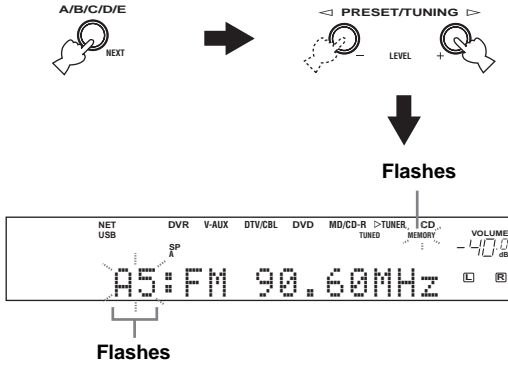 A/B/C/D/E
NEXT
◁ PRESET/TUNING ▷
– LEVEL +
Flashes
NET DVR V-AUX DTV/CBL DVD MD/CD-R ▷TUNER CD
USB TUNED MEMORY VOLUME
SP
A
-40.0
dB
A5:FM 90.60MHz L R
Flashes